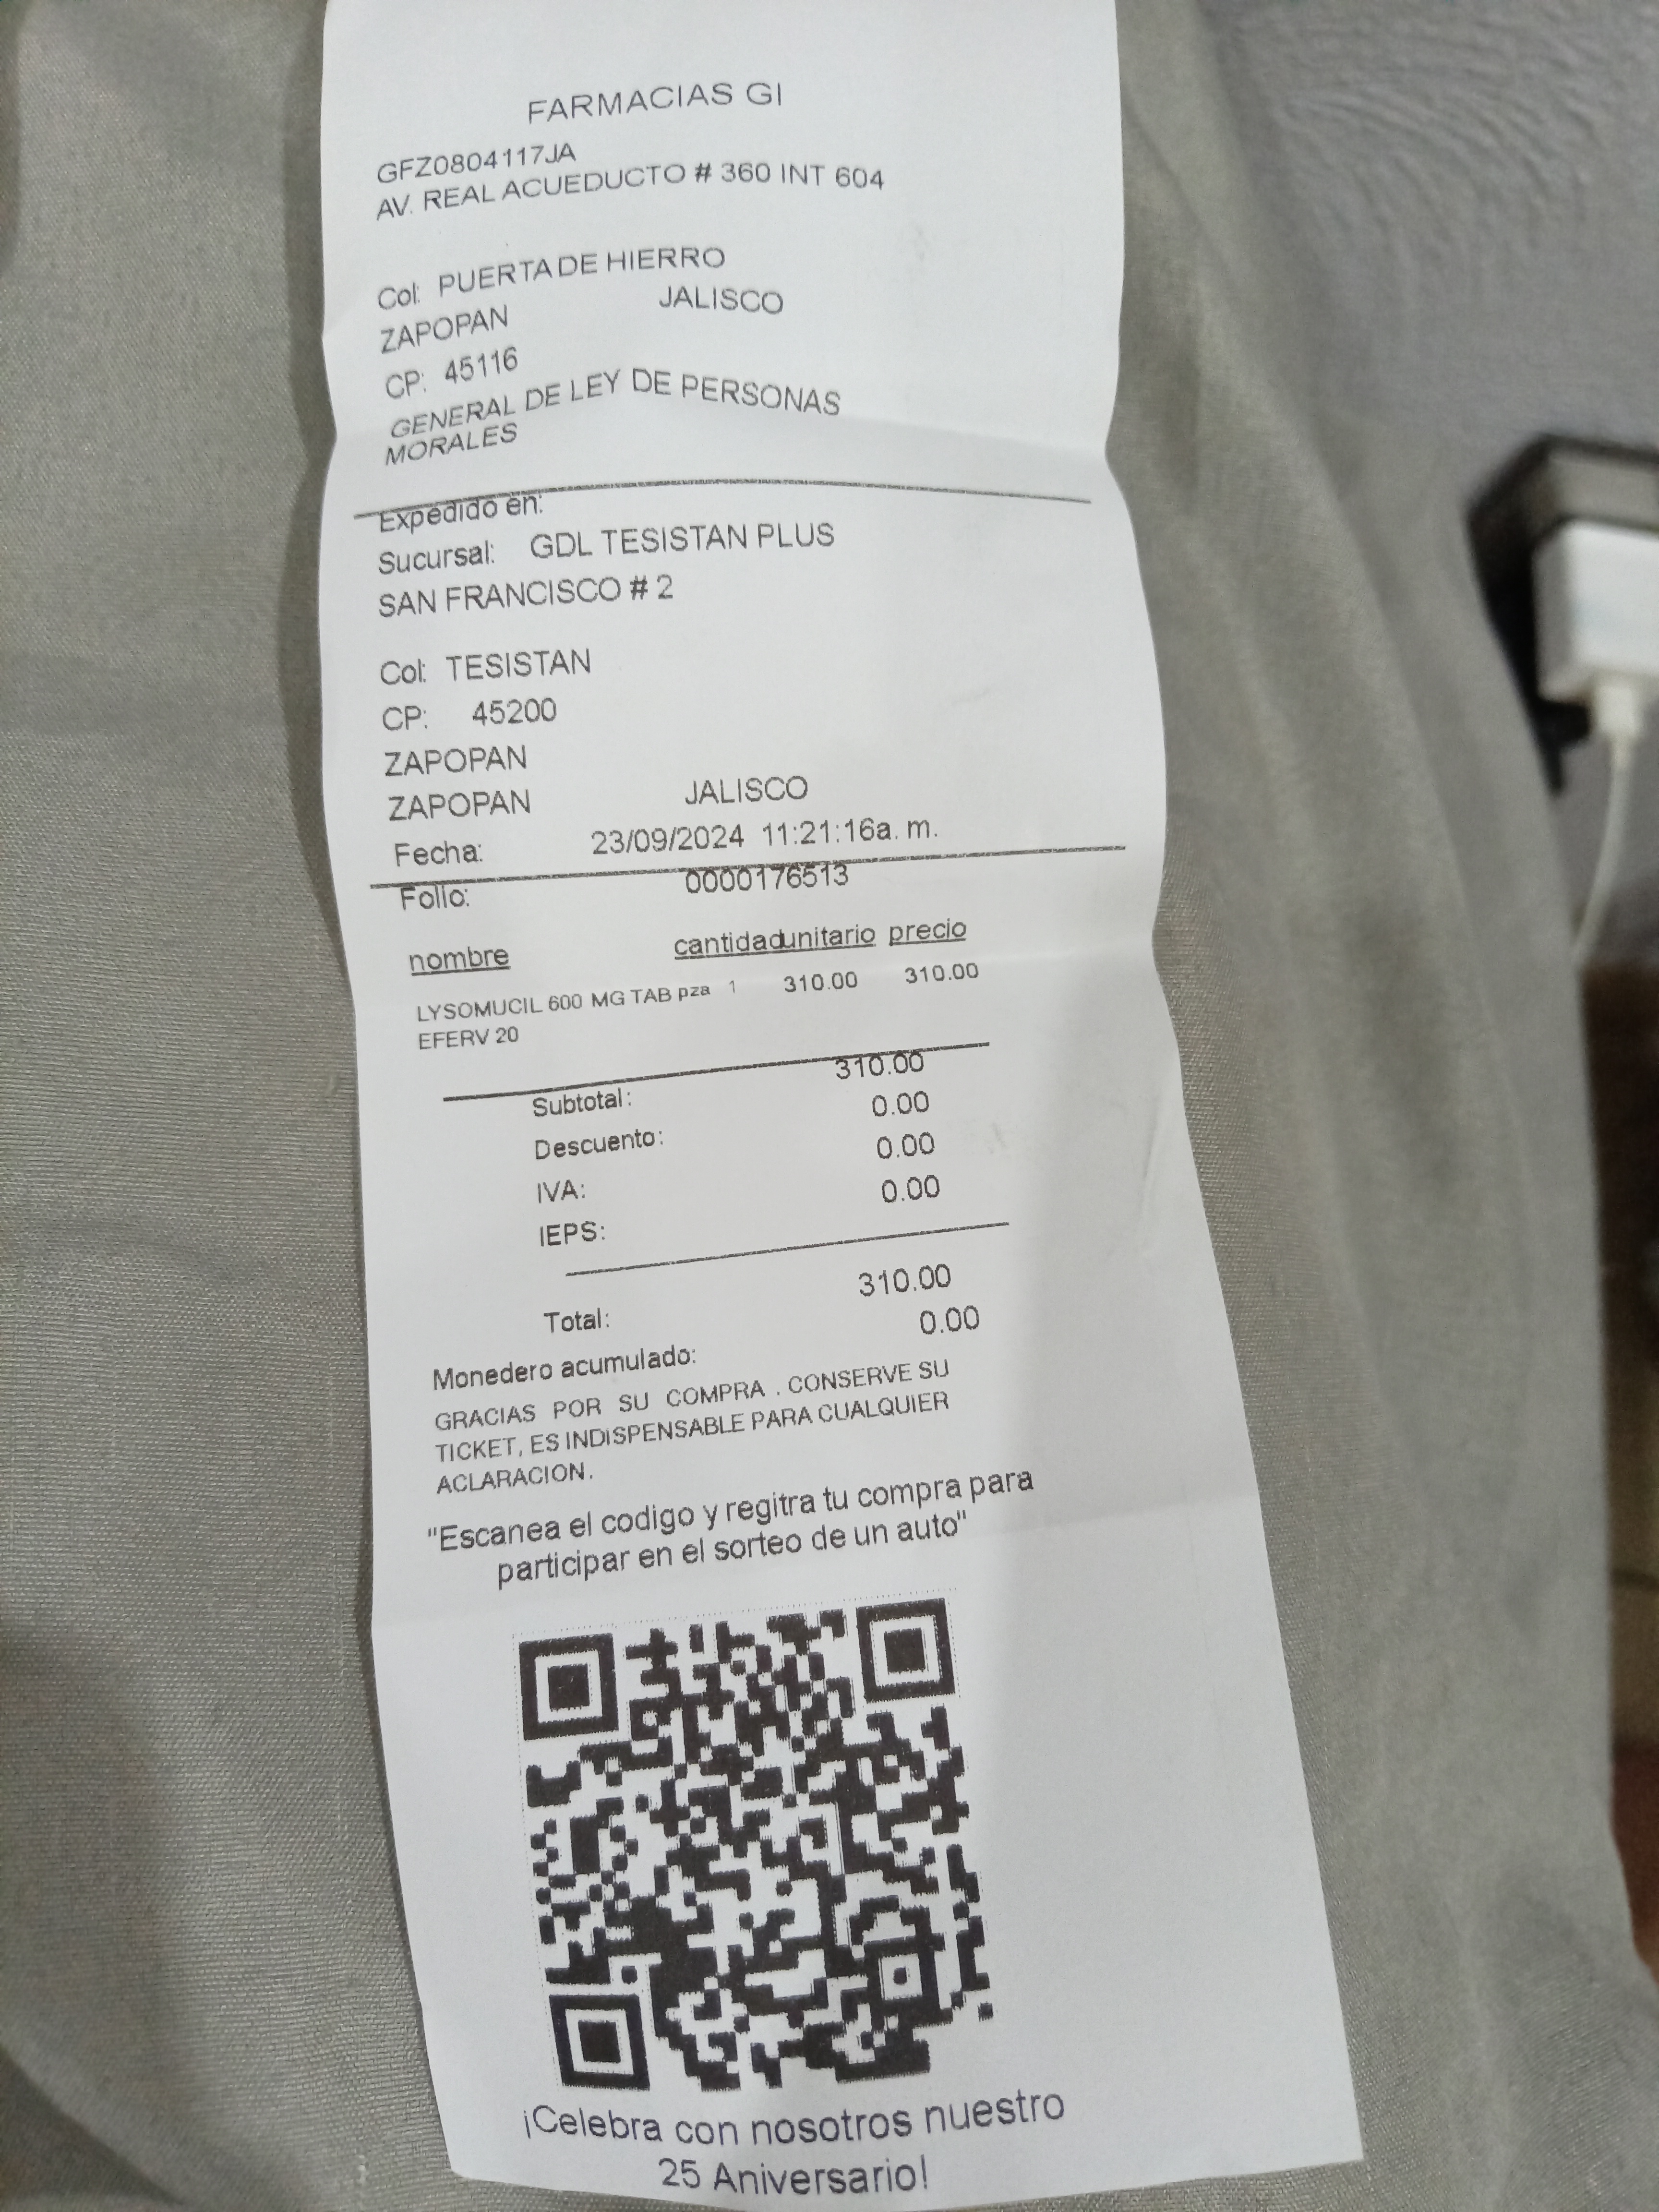 FARMACIAS GI
GFZ0804117JA
AV. REAL ACUEDUCTO # 360 INT 604
Col: PUERTA DE HIERRO
ZAPOPAN JALISCO
CP: 45116
GENERAL DE LEY DE PERSONAS
MORALES
Expedido en:
Sucursal: GDL TESISTAN PLUS
SAN FRANCISCO # 2
Col: TESISTAN
CP: 45200
ZAPOPAN
ZAPOPAN JALISCO
Fecha: 23/09/2024 11:21:16a. m.
Folio: 0000176513
nombre cantidad unitario precio
LYSOMUCIL 600 MG TAB pza 1 310.00 310.00
EFERV 20
Subtotal: 310.00
Descuento: 0.00
IVA: 0.00
IEPS: 0.00
Total: 310.00
Monedero acumulado: 0.00
GRACIAS POR SU COMPRA . CONSERVE SU
TICKET, ES INDISPENSABLE PARA CUALQUIER
ACLARACION.
"Escanea el codigo y regitra tu compra para
participar en el sorteo de un auto"
¡Celebra con nosotros nuestro
25 Aniversario!